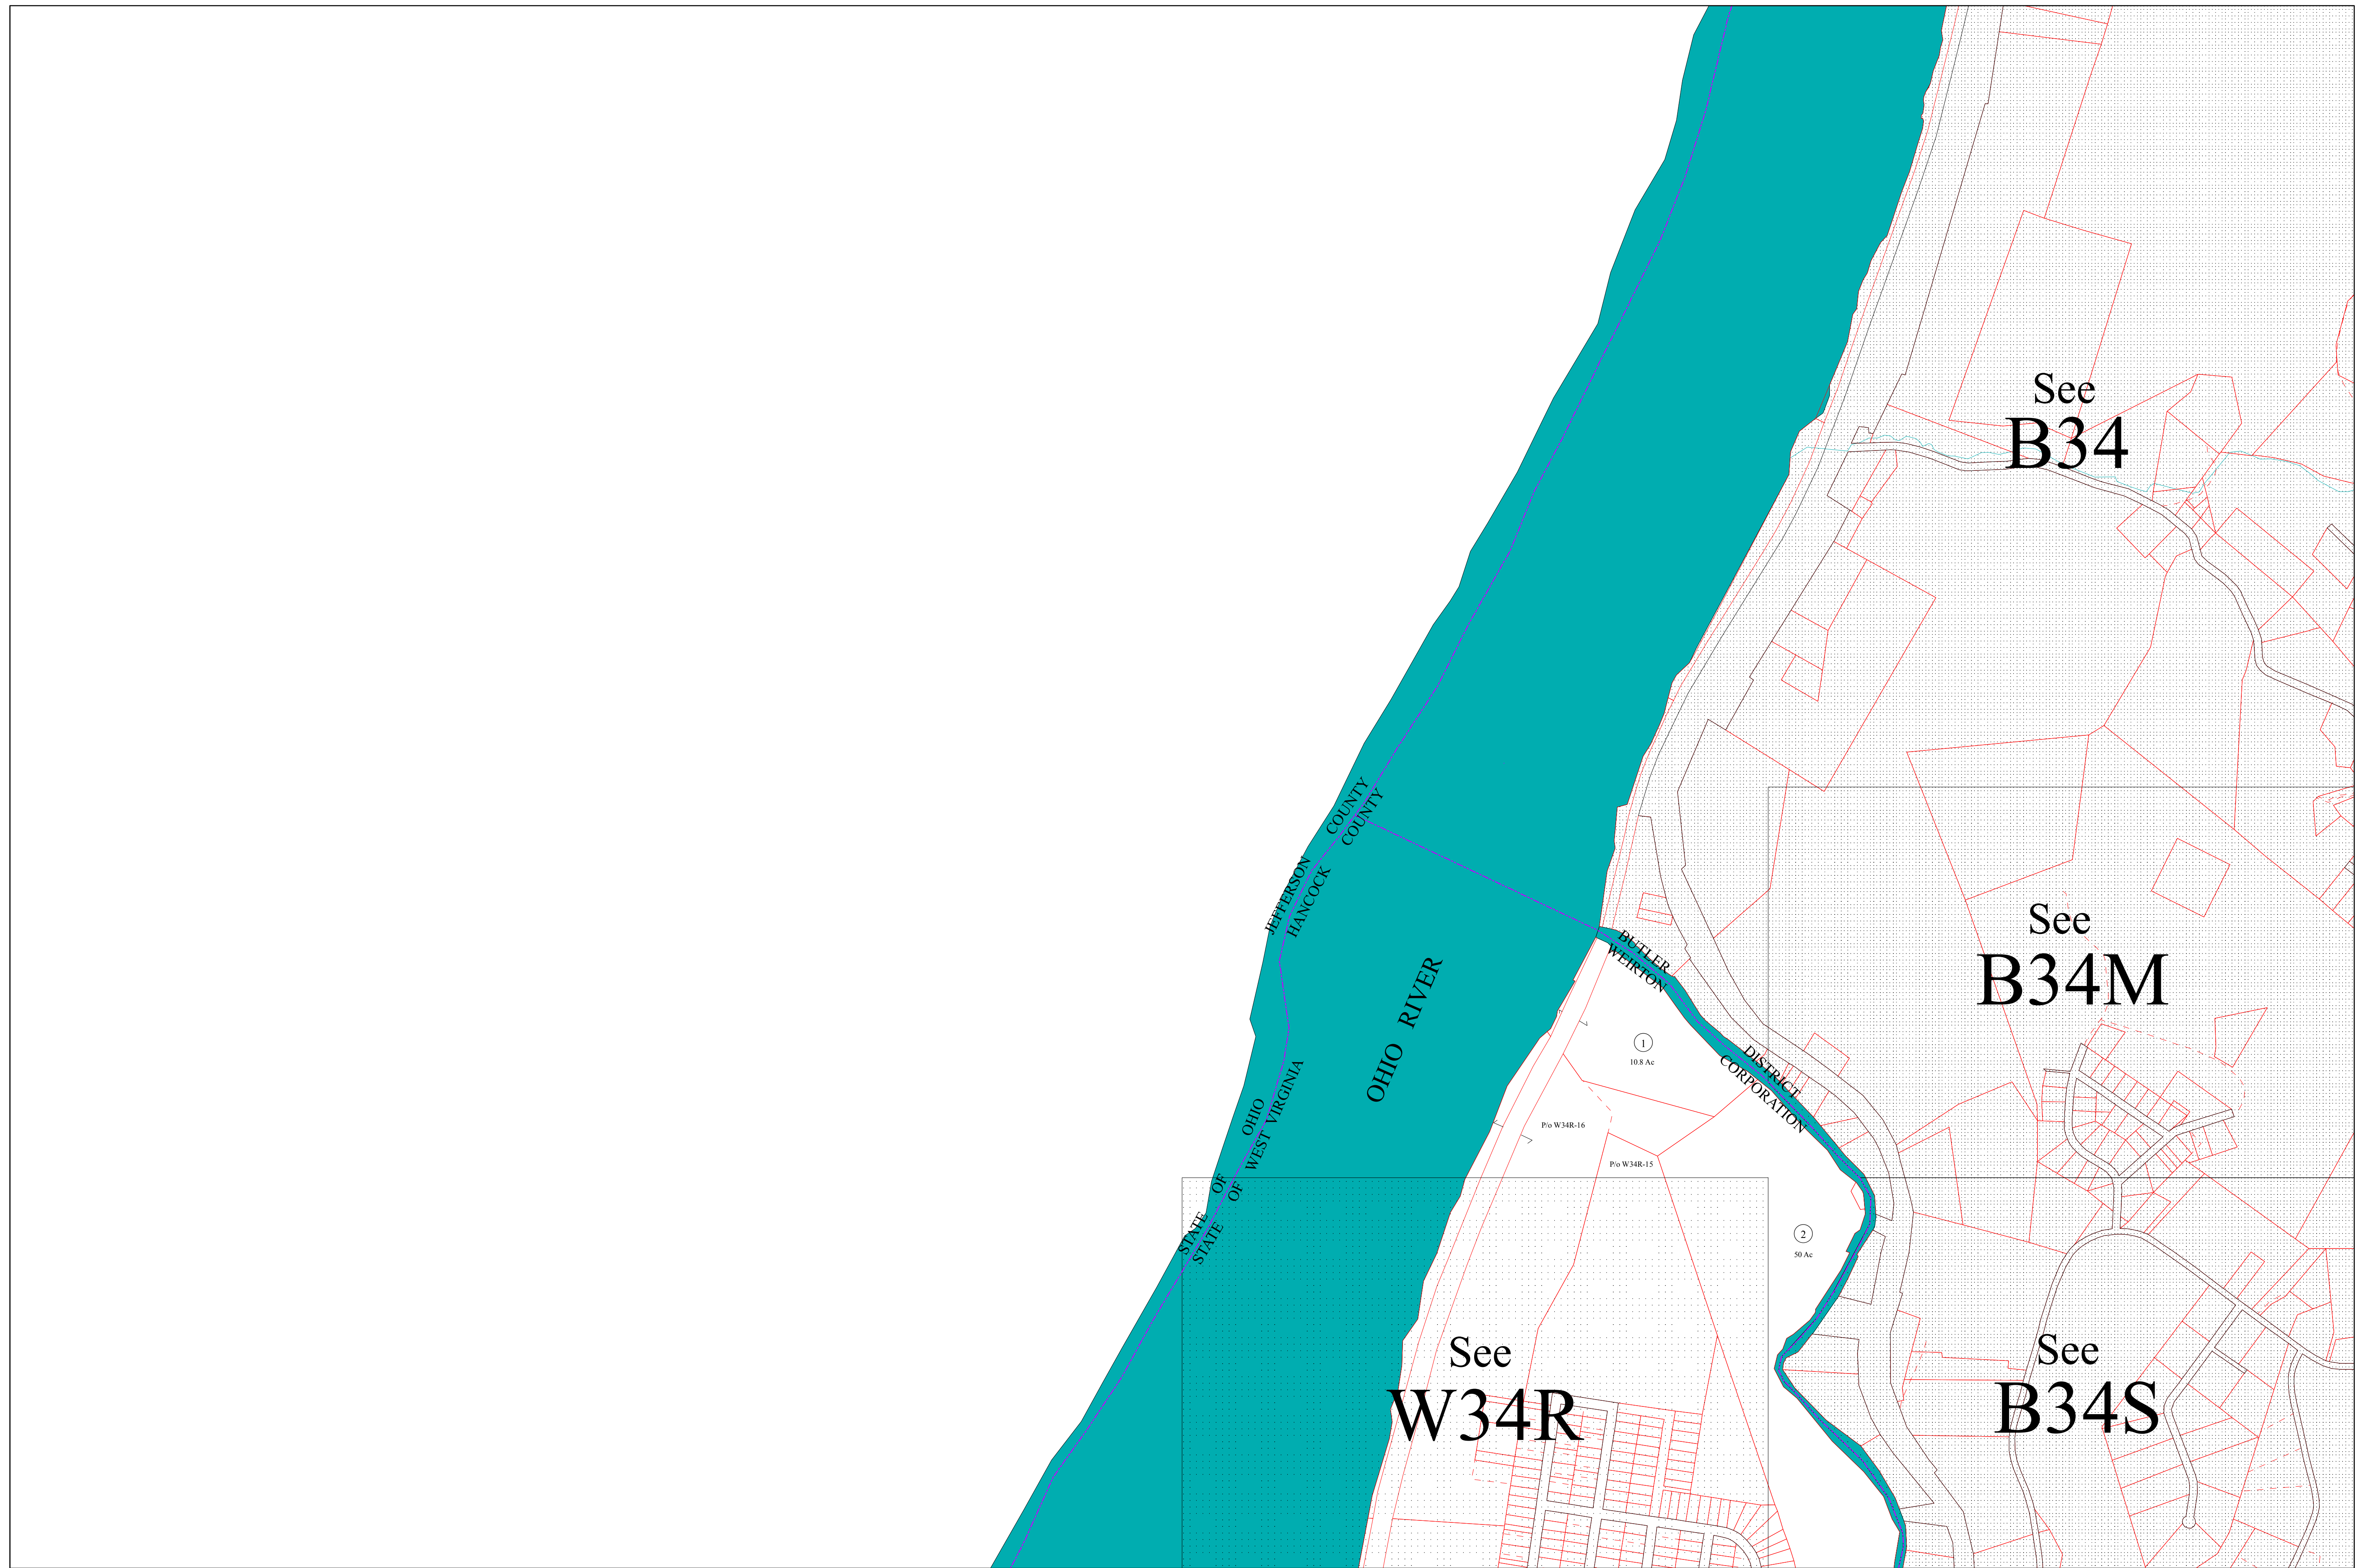 See
B34
JEFFERSON COUNTY
HANCOCK COUNTY
See
B34M
BUTLER DISTRICT
WEIRTON CORPORATION
OHIO RIVER
1
10.8 Ac
P/o W34R-16
P/o W34R-15
STATE OF OHIO
STATE OF WEST VIRGINIA
2
50 Ac
See
W34R
See
B34S